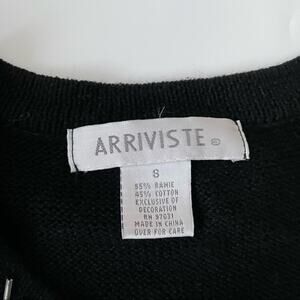 ARRIVISTE ®
S
55% RAMIE
45% COTTON
EXCLUSIVE OF
DECORATION
RN 97031
MADE IN CHINA
OVER FOR CARE